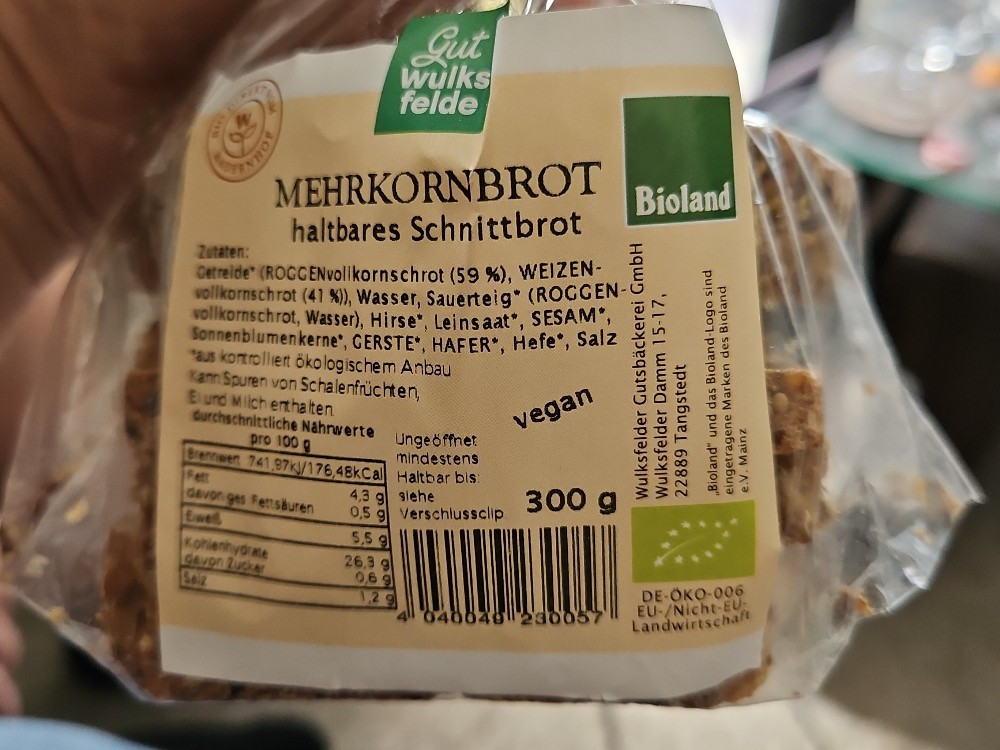 Gut
wulks
felde
BAUERNHOF
MEHRKORNBROT
haltbares Schnittbrot
Bioland
Zutaten:
Getreide* (ROGGENvollkornschrot (59 %), WEIZEN-
vollkornschrot (41 %)), Wasser, Sauerteig* (ROGGEN-
vollkornschrot, Wasser), Hirse*, Leinsaat*, SESAM*,
Sonnenblumenkerne*, GERSTE*, HAFER*, Hefe*, Salz
*aus kontrolliert ökologischem Anbau
Kann Spuren von Schalenfrüchten,
Ei und Milch enthalten
durchschnittliche Nährwerte
pro 100 g
Brennwert 741,97kJ/176,48kCal
Fett 4,3 g
davon ges Fettsäuren 0,5 g
Eiweß 5,5 g
Kohlenhydrate 26,3 g
davon Zucker 0,6 g
Salz 1,2 g
Ungeöffnet
mindestens
Haltbar bis:
siehe
Verschlussclip
vegan
300 g
4 040049 230057
Wulksfelder Gutsbäckerei GmbH
Wulksfelder Damm 15-17,
22889 Tangstedt
„Bioland" und das Bioland-Logo sind
eingetragene Marken des Bioland
e.V. Mainz
DE-ÖKO-006
EU-/Nicht-EU-
Landwirtschaft